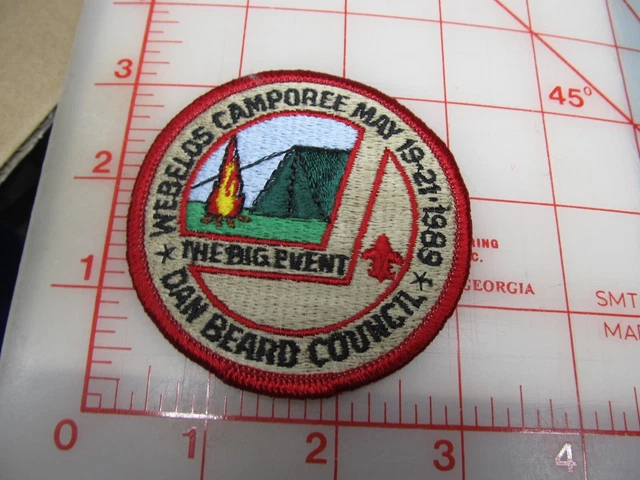 WEBELOS CAMPOREE MAY 19-21·1989
THE BIG EVENT
DAN BEARD COUNCIL
3
2
1
0
1
2
3
4
45°
GEORGIA
SMT